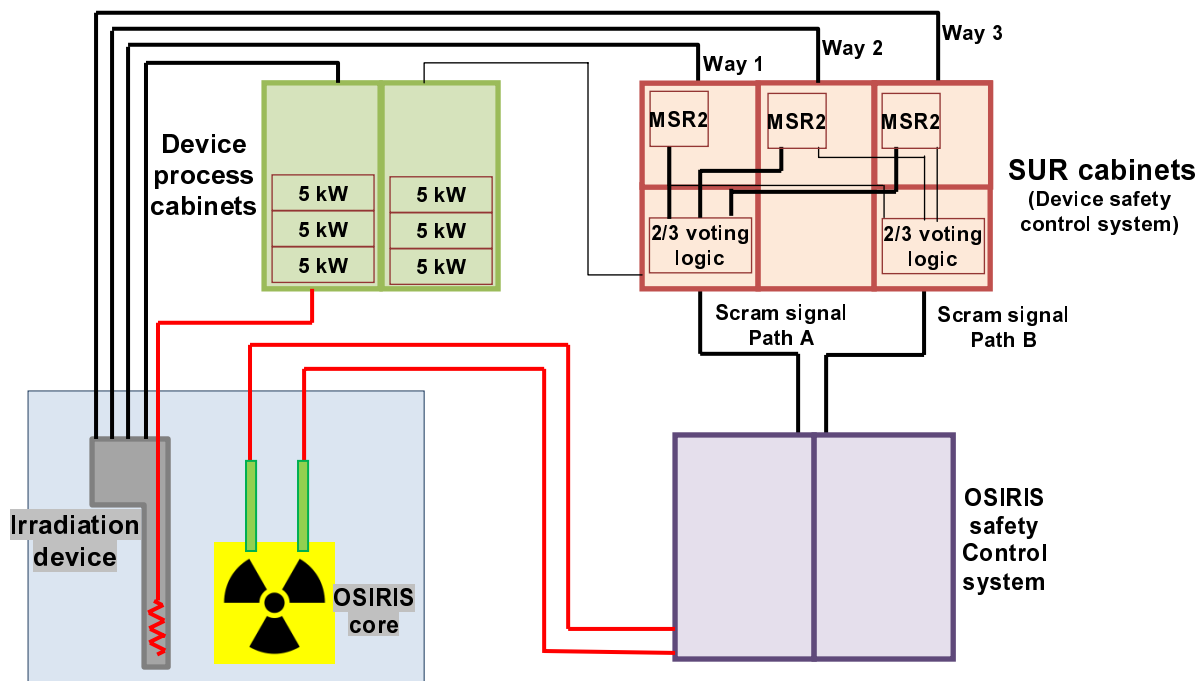 Way 3
Way 2
Way 1
Device
process
cabinets
5 kW
5 kW
5 kW
5 kW
5 kW
5 kW
MSR2
MSR2
MSR2
2/3 voting
logic
2/3 voting
logic
SUR cabinets
(Device safety
control system)
Scram signal
Path A
Scram signal
Path B
Irradiation
device
OSIRIS
core
OSIRIS
safety
Control
system